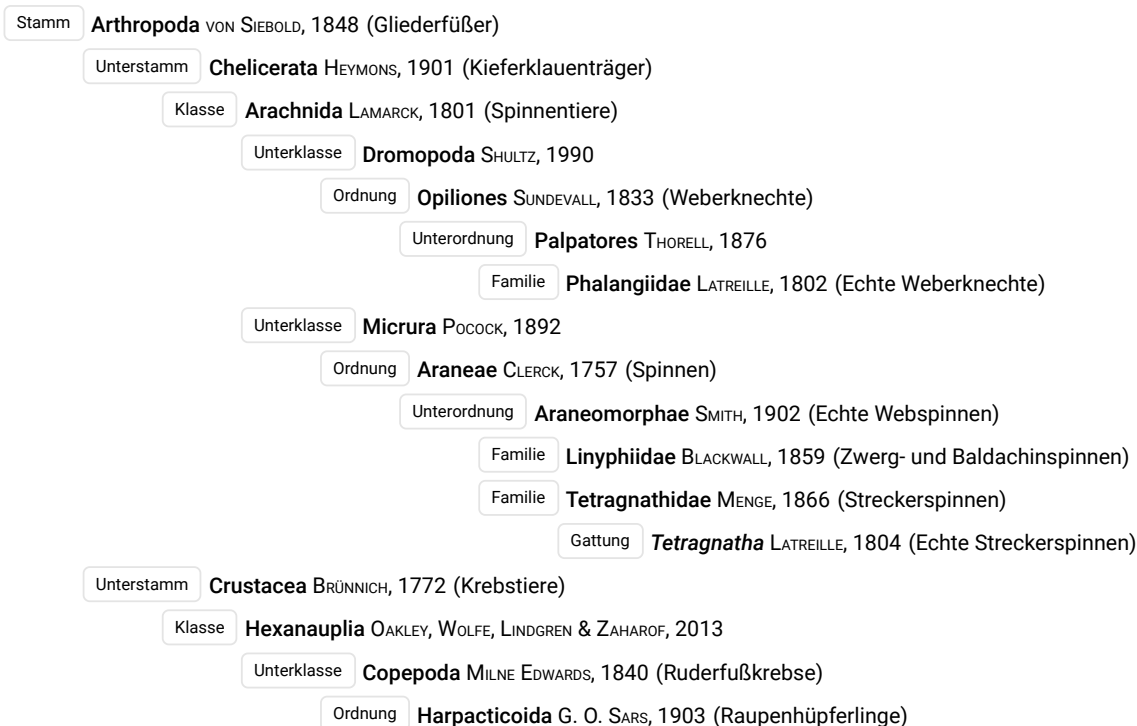 Stamm Arthropoda von Siebold, 1848 (Gliederfüßer)
Unterstamm Chelicerata Heymons, 1901 (Kieferklauenträger)
Klasse Arachnida Lamarck, 1801 (Spinnentiere)
Unterklasse Dromopoda Shultz, 1990
Ordnung Opiliones Sundevall, 1833 (Weberknechte)
Unterordnung Palpatores Thorell, 1876
Familie Phalangiidae Latreille, 1802 (Echte Weberknechte)
Unterklasse Micrura Pocock, 1892
Ordnung Araneae Clerck, 1757 (Spinnen)
Unterordnung Araneomorphae Smith, 1902 (Echte Webspinnen)
Familie Linyphiidae Blackwall, 1859 (Zwerg- und Baldachinspinnen)
Familie Tetragnathidae Menge, 1866 (Streckerspinnen)
Gattung Tetragnatha Latreille, 1804 (Echte Streckerspinnen)
Unterstamm Crustacea Brünnich, 1772 (Krebstiere)
Klasse Hexanauplia Oakley, Wolfe, Lindgren & Zaharof, 2013
Unterklasse Copepoda Milne Edwards, 1840 (Ruderfußkrebse)
Ordnung Harpacticoida G. O. Sars, 1903 (Raupenhüpferlinge)